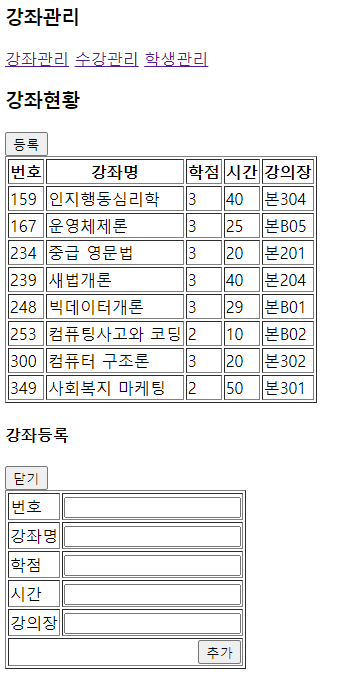 강좌관리
강좌관리 수강관리 학생관리
강좌현황
등록
번호 강좌명 학점 시간 강의장
159 인지행동심리학 3 40 본304
167 운영체제론 3 25 본B05
234 중급 영문법 3 20 본201
239 새법개론 3 40 본204
248 빅데이터개론 3 29 본B01
253 컴퓨팅사고와 코딩 2 10 본B02
300 컴퓨터 구조론 3 20 본302
349 사회복지 마케팅 2 50 본301
강좌등록
닫기
번호
강좌명
학점
시간
강의장
추가